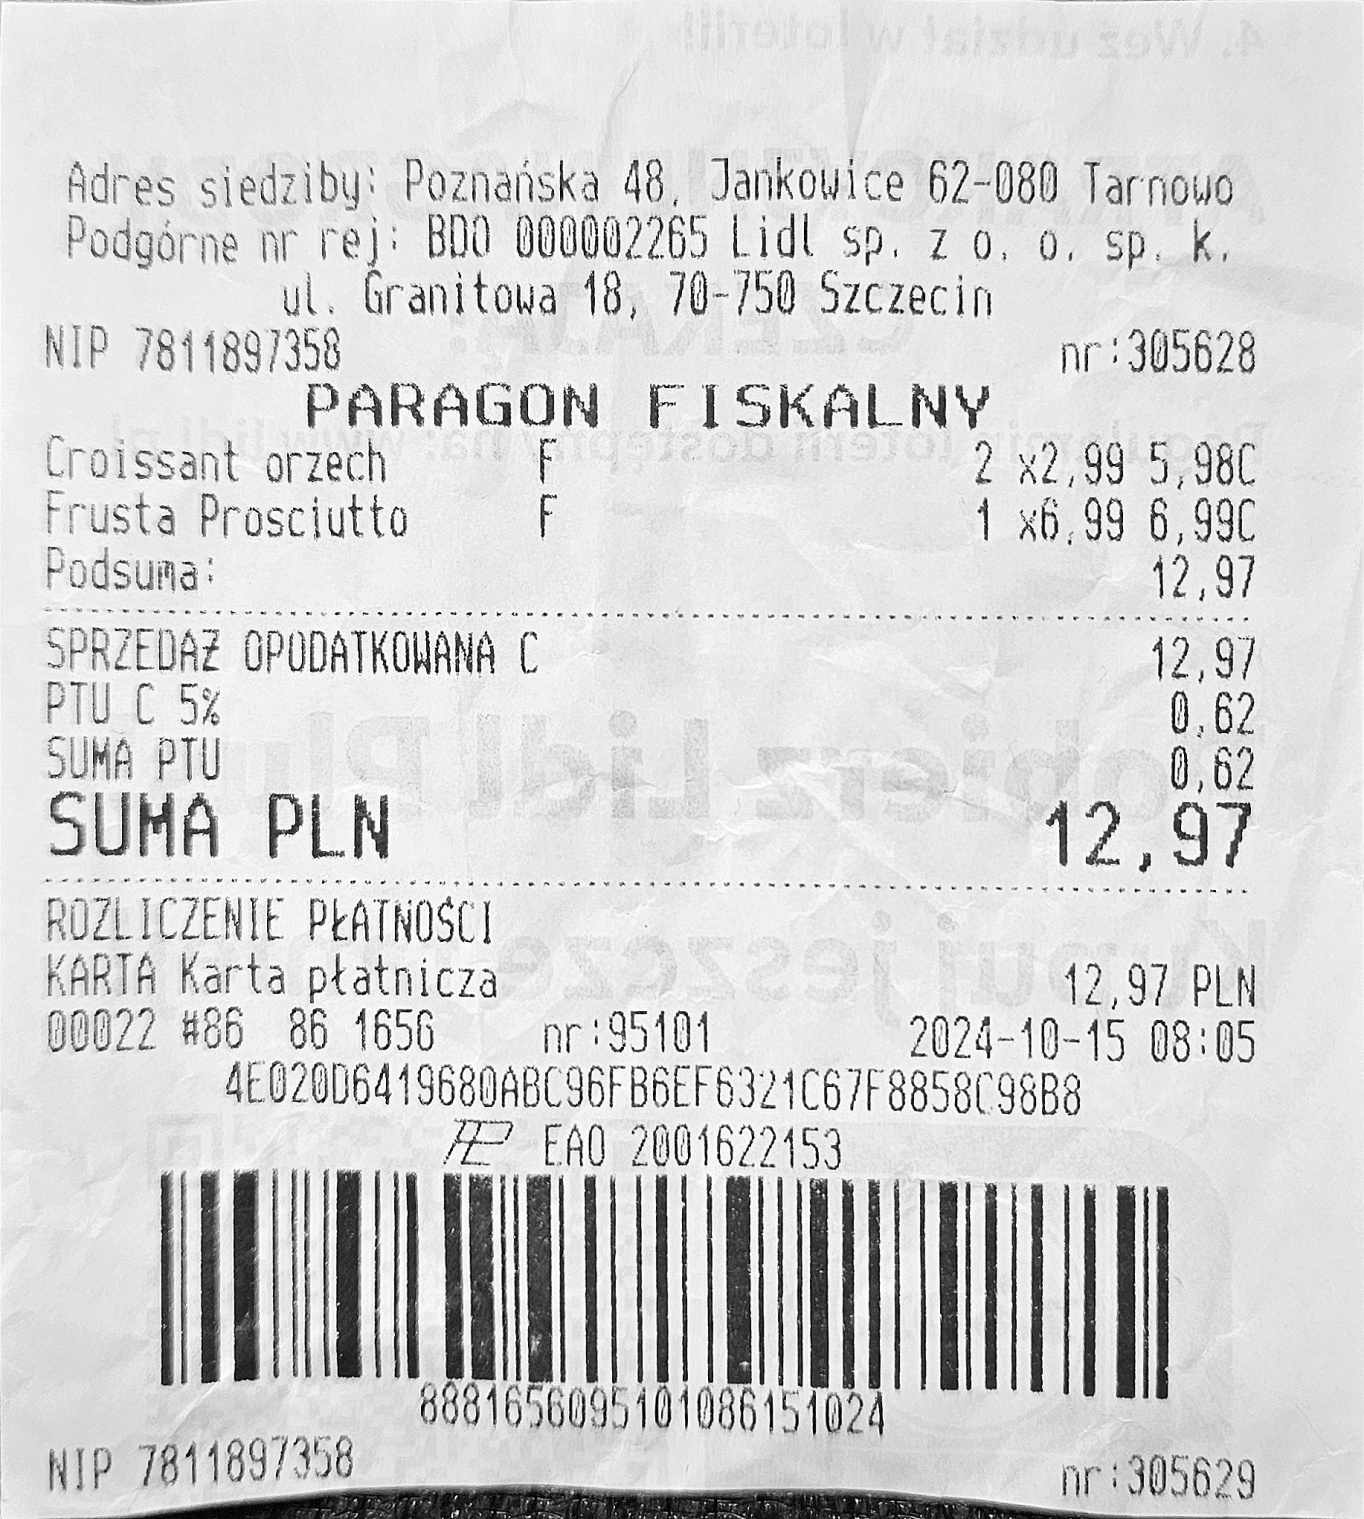 Adres siedziby: Poznańska 48, Jankowice 62-080 Tarnowo
Podgórne nr rej: BDO 000002265 Lidl sp. z o. o. sp. k.
ul. Granitowa 18, 70-750 Szczecin
NIP 7811897358 nr:305628
PARAGON FISKALNY
Croissant orzech F 2 x2,99 5,98C
Frusta Prosciutto F 1 x6,99 6,99C
Podsuma: 12,97
SPRZEDAŻ OPODATKOWANA C 12,97
PTU C 5% 0,62
SUMA PTU 0,62
SUMA PLN 12,97
ROZLICZENIE PŁATNOŚCI
KARTA Karta płatnicza 12,97 PLN
00022 #86 86 1656 nr:95101 2024-10-15 08:05
4E020D6419680ABC96FB6EF6321C67F8858C98B8
EAO 2001622153
8881656095101086151024
NIP 7811897358 nr:305629